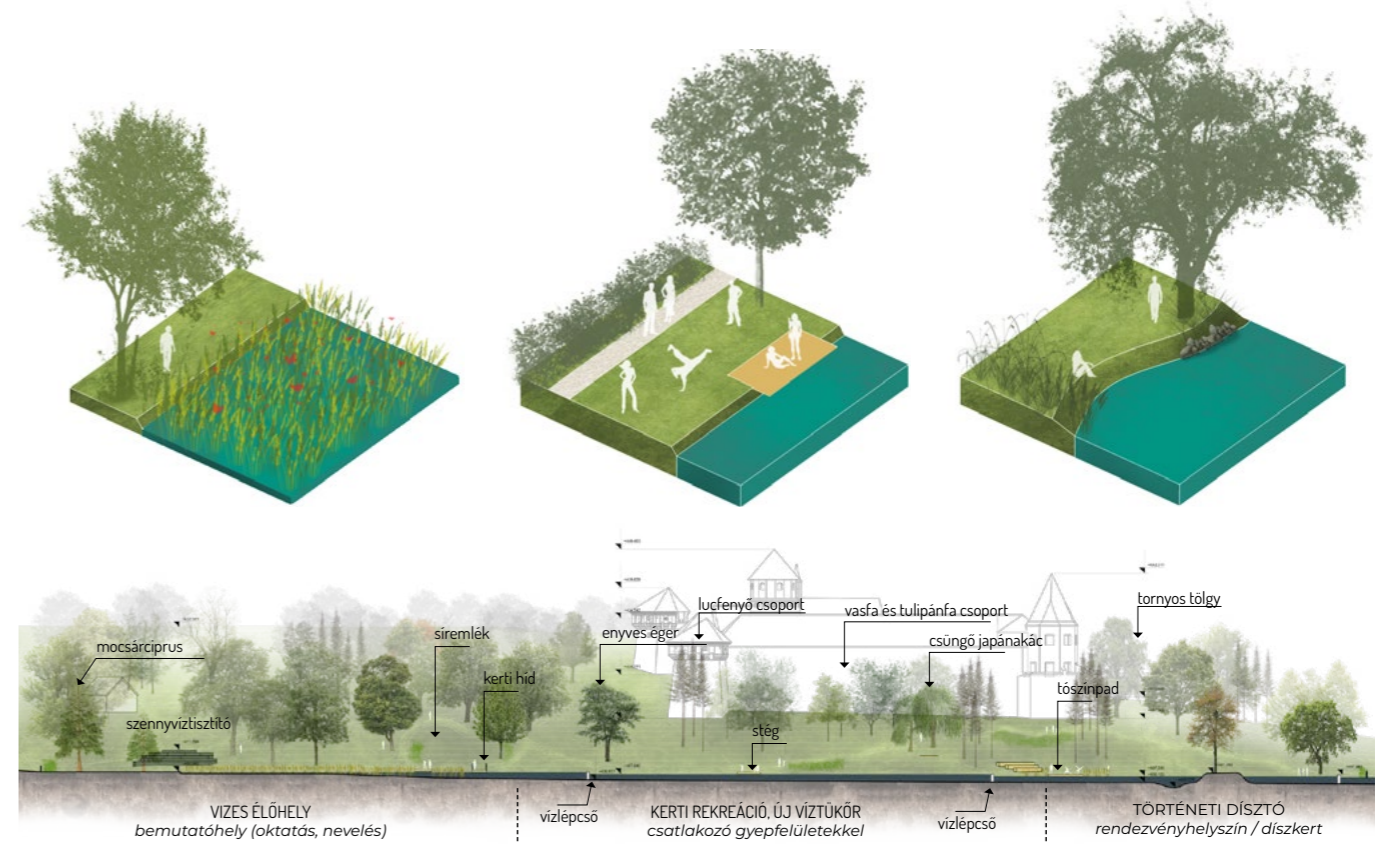 tornyos tölgy
lucfenyő csoport
vasfa és tulipánfa csoport
síremlék
enyves éger
csüngő japánakác
mocsárciprus
kerti híd
tószínpad
szennyvíztisztító
stég
VIZES ÉLŐHELY
bemutatóhely (oktatás, nevelés)
vízlépcső
KERTI REKREÁCIÓ, ÚJ VÍZTÜKÖR
csatlakozó gyepfelületekkel
vízlépcső
TÖRTÉNETI DÍSZTÓ
rendezvényhelyszín / díszkert